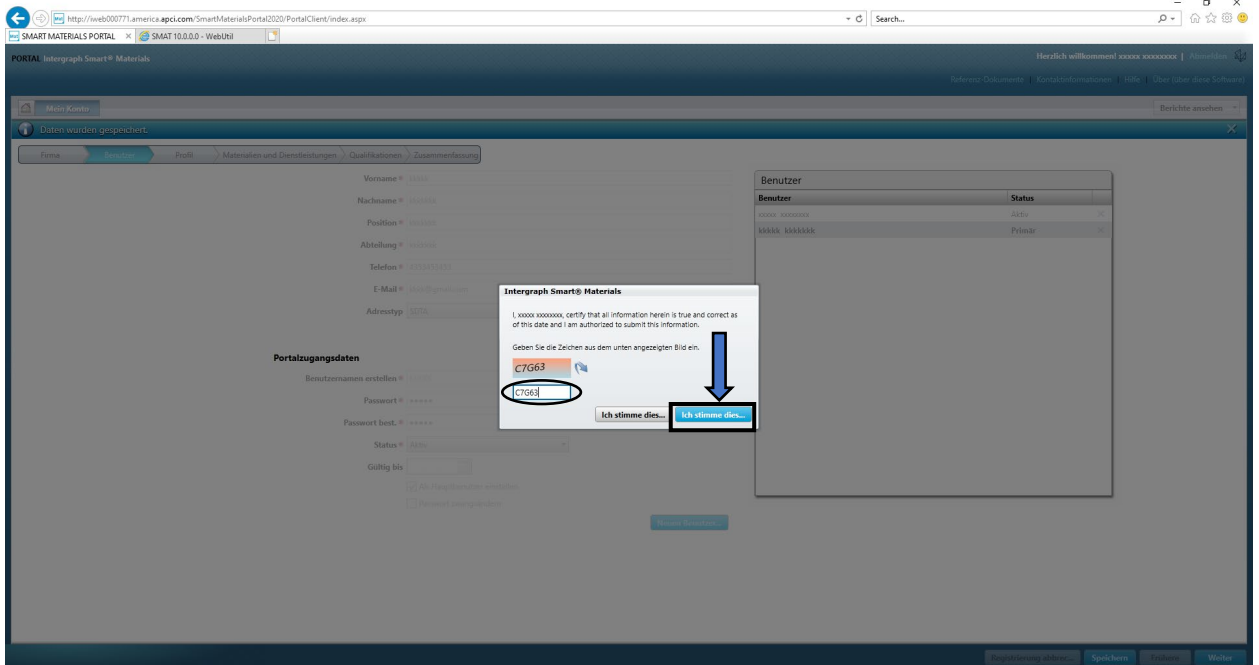 http://iweb000771.america.apci.com/SmartMaterialsPortal2020/PortalClient/index.aspx
Search...
SMART MATERIALS PORTAL
SMAT 10.0.0.0 - WebUtil
PORTAL Intergraph Smart® Materials
Herzlich willkommen! xxxxx xxxxxxxx | Abmelden
Referenz-Dokumente | Kontaktinformationen | Hilfe | Über (über diese Software)
Mein Konto
Berichte ansehen
Daten wurden gespeichert.
Firma
Benutzer
Profil
Materialien und Dienstleistungen
Qualifikationen
Zusammenfassung
Vorname
Nachname
Position
Abteilung
Telefon
E-Mail
Adresstyp
Portalzugangsdaten
Benutzernamen erstellen
Passwort
Passwort best.
Status
Aktiv
Gültig bis
Benutzer
Benutzer
Status
xxxxx xxxxxxxx
Aktiv
kkkkk kkkkkkk
Primär
Intergraph Smart® Materials
I, xxxxx xxxxxxxx, certify that all information herein is true and correct as
of this date and I am authorized to submit this information.
Geben Sie die Zeichen aus dem unten angezeigten Bild ein.
C7G63
C7G63
Ich stimme dies...
Ich stimme dies...
Speichern
Weiter